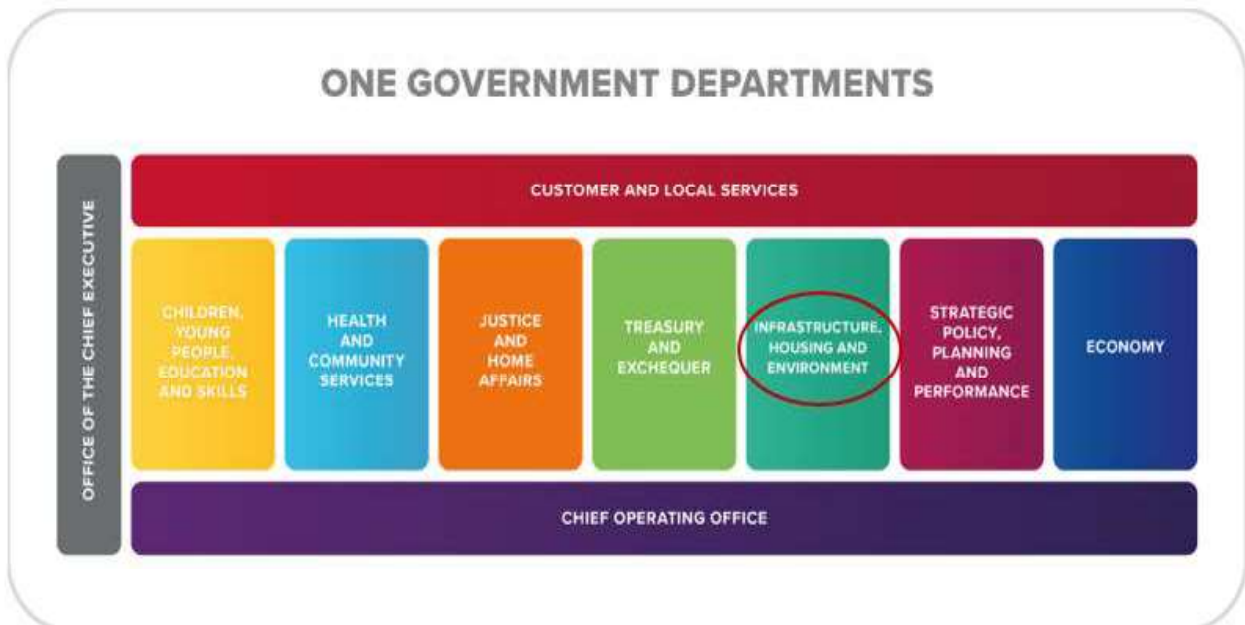 ONE GOVERNMENT DEPARTMENTS
OFFICE OF THE CHIEF EXECUTIVE
CUSTOMER AND LOCAL SERVICES
CHILDREN,
YOUNG
PEOPLE,
EDUCATION
AND SKILLS
HEALTH
AND
COMMUNITY
SERVICES
JUSTICE
AND
HOME
AFFAIRS
TREASURY
AND
EXCHEQUER
INFRASTRUCTURE,
HOUSING AND
ENVIRONMENT
STRATEGIC
POLICY,
PLANNING
AND
PERFORMANCE
ECONOMY
CHIEF OPERATING OFFICE